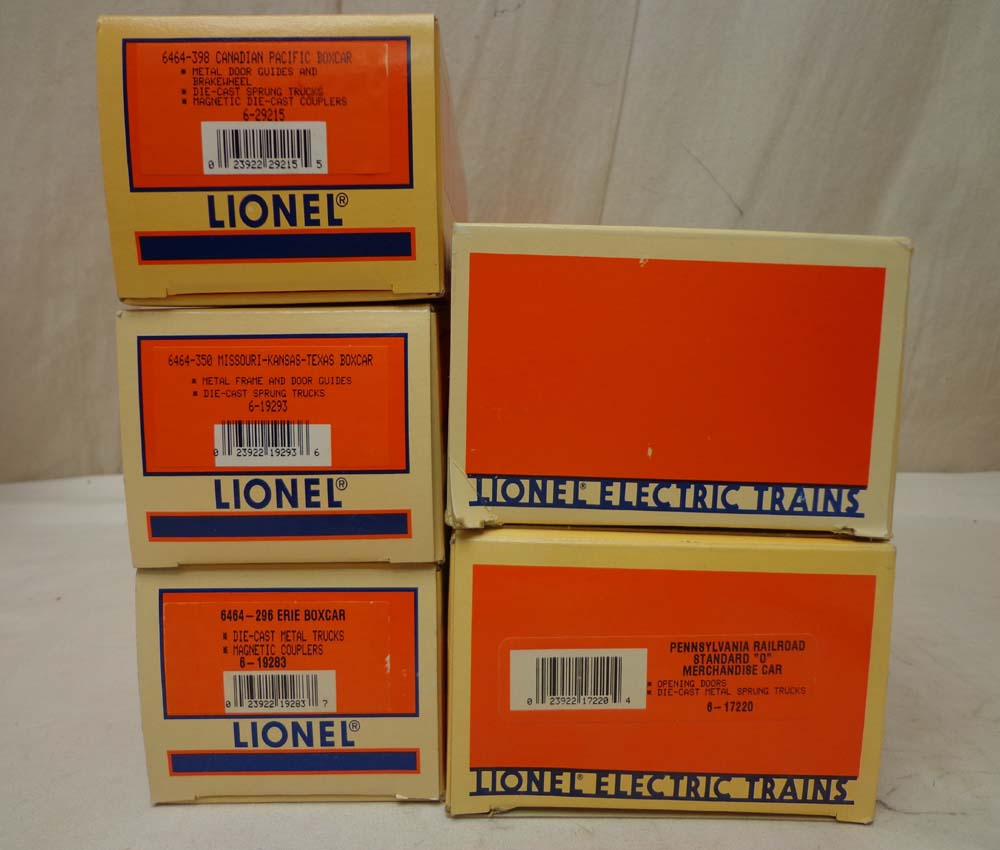 6464-398 CANADIAN PACIFIC BOXCAR
▪ METAL DOOR GUIDES AND
BRAKEWHEEL
▪ DIE-CAST SPRUNG TRUCKS
▪ MAGNETIC DIE-CAST COUPLERS
6-29215
0 23922 29215 5
LIONEL®
6464-350 MISSOURI-KANSAS-TEXAS BOXCAR
▪ METAL FRAME AND DOOR GUIDES
▪ DIE-CAST SPRUNG TRUCKS
6-19293
0 23922 19293 6
LIONEL®
6464-296 ERIE BOXCAR
▪ DIE-CAST METAL TRUCKS
▪ MAGNETIC COUPLERS
6-19283
0 23922 19283 7
LIONEL®
LIONEL® ELECTRIC TRAINS
PENNSYLVANIA RAILROAD
STANDARD "O"
MERCHANDISE CAR
▪ OPENING DOORS
▪ DIE-CAST METAL SPRUNG TRUCKS
6-17220
0 23922 17220 4
LIONEL® ELECTRIC TRAINS